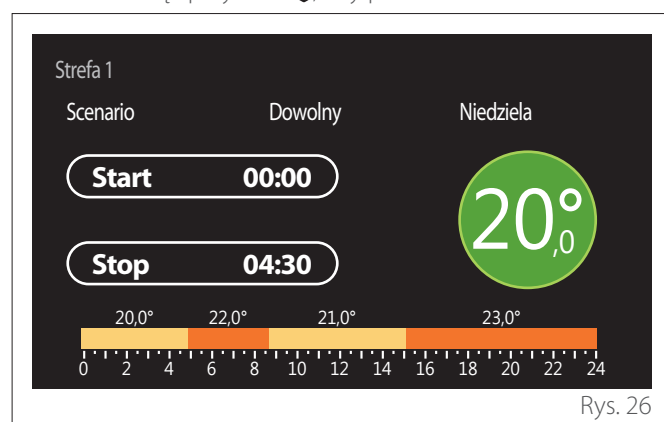 Strefa 1
Scenario Dowolny Niedziela
Start 00:00
20,0°
Stop 04:30
20,0° 22,0° 21,0° 23,0°
0 2 4 6 8 10 12 14 16 18 20 22 24
Rys. 26